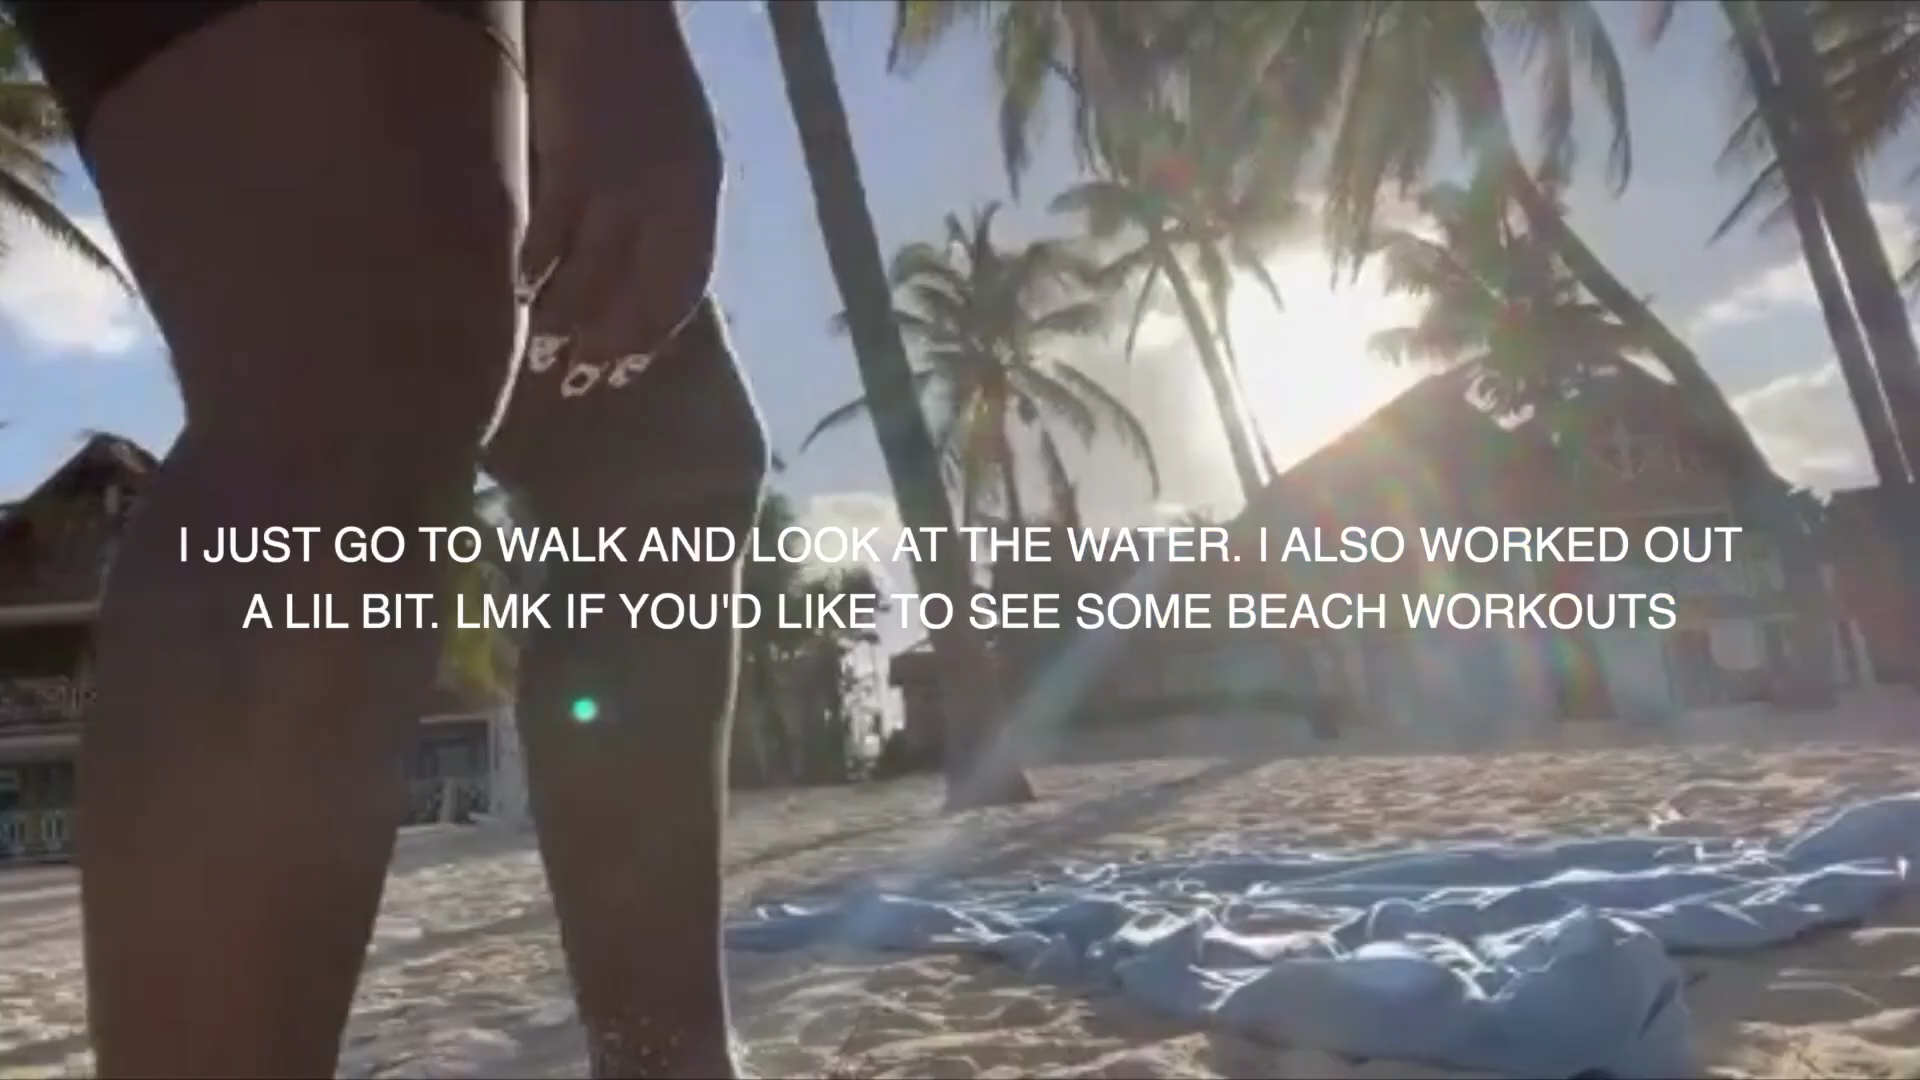 I JUST GO TO WALK AND LOOK AT THE WATER. I ALSO WORKED OUT
A LIL BIT. LMK IF YOU'D LIKE TO SEE SOME BEACH WORKOUTS